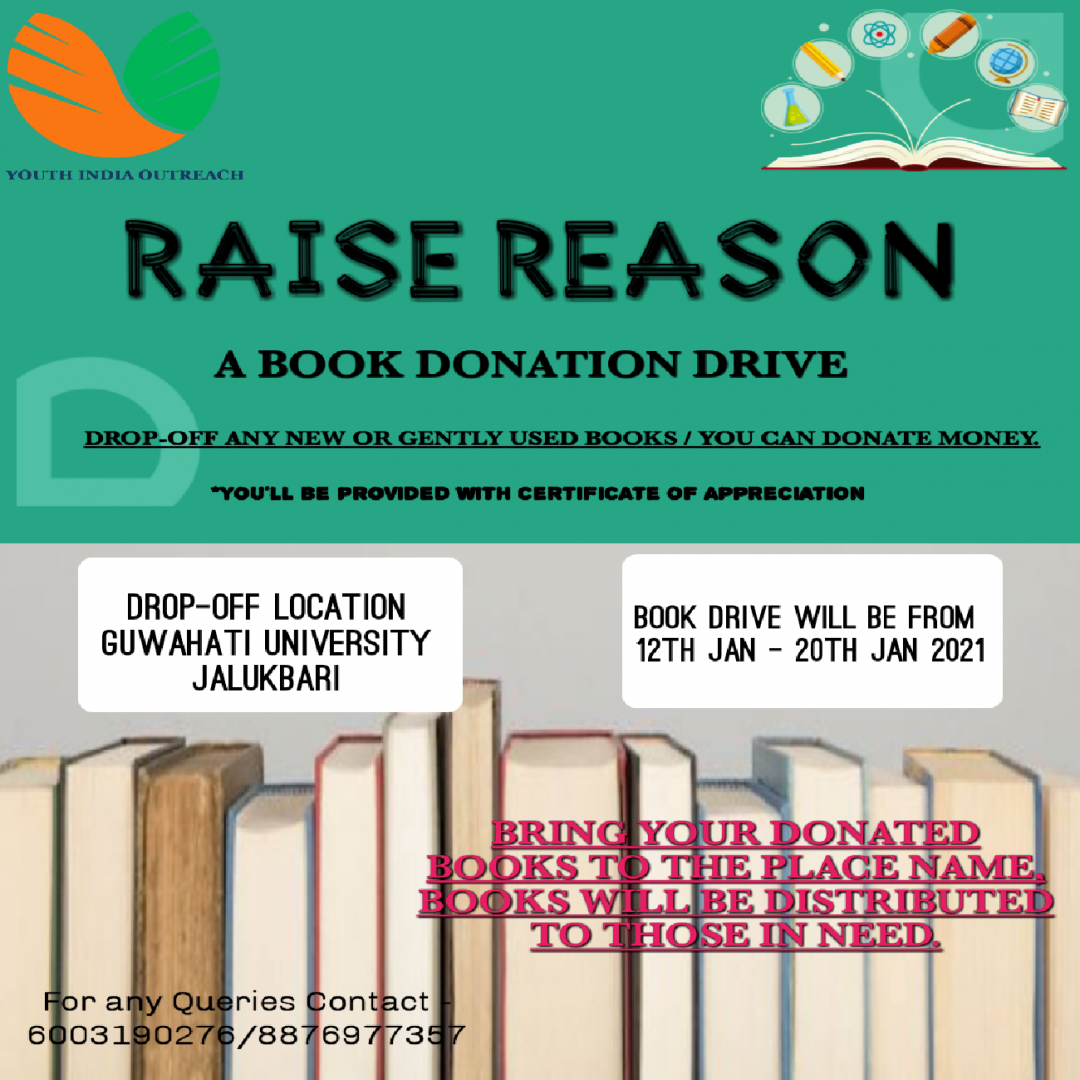 YOUTH INDIA OUTREACH
RAISE REASON
A BOOK DONATION DRIVE
DROP-OFF ANY NEW OR GENTLY USED BOOKS / YOU CAN DONATE MONEY.
*YOU'LL BE PROVIDED WITH CERTIFICATE OF APPRECIATION
DROP-OFF LOCATION
GUWAHATI UNIVERSITY
JALUKBARI
BOOK DRIVE WILL BE FROM
12TH JAN - 20TH JAN 2021
BRING YOUR DONATED
BOOKS TO THE PLACE NAME,
BOOKS WILL BE DISTRIBUTED
TO THOSE IN NEED.
For any Queries Contact -
6003190276/8876977357